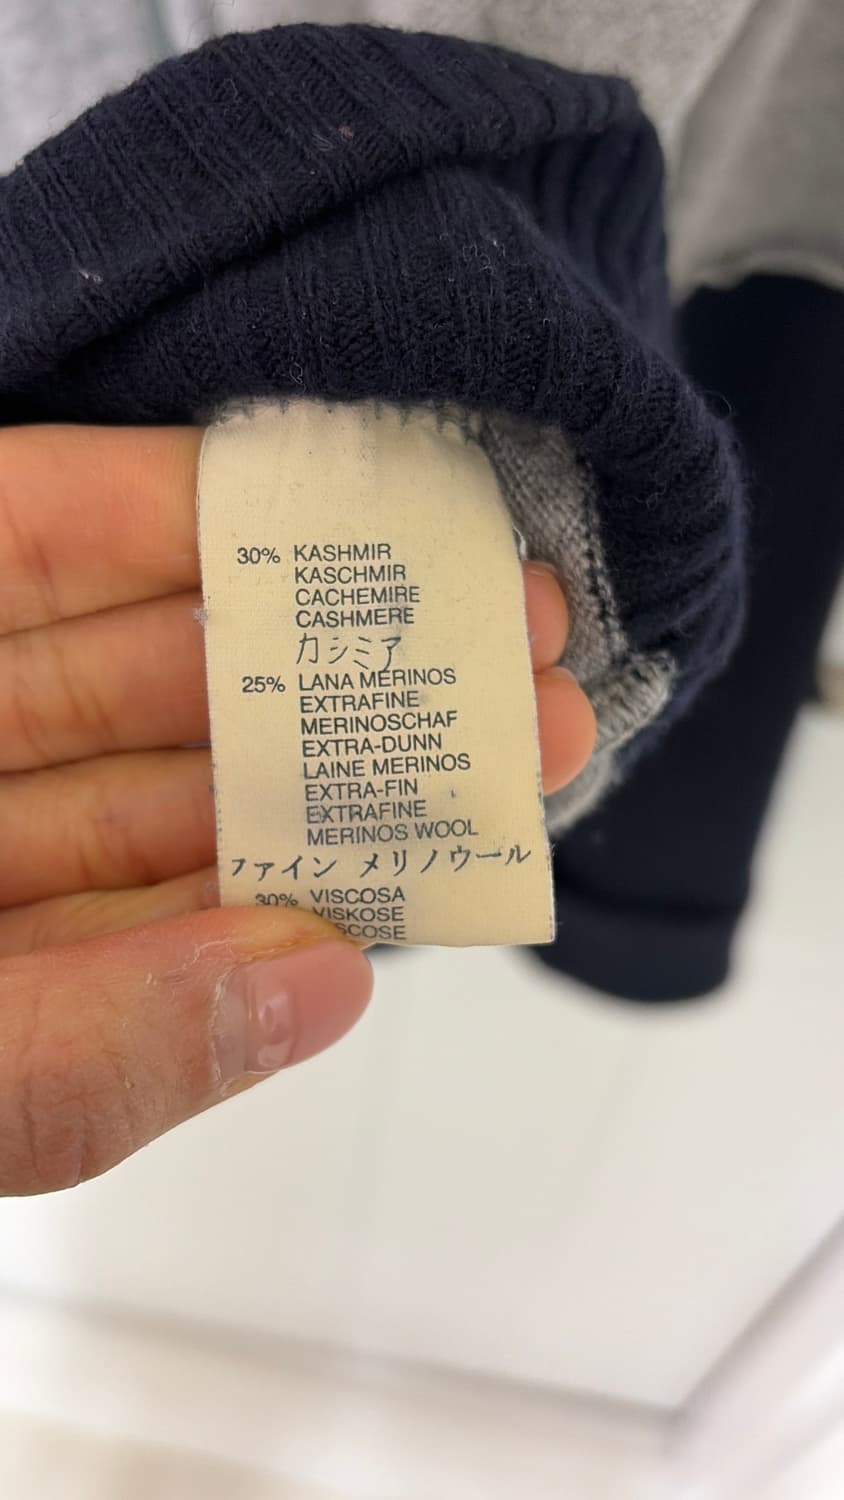 30% KASHMIR
KASCHMIR
CACHEMIRE
CASHMERE
カシミア
25% LANA MERINOS
EXTRAFINE
MERINOSCHAF
EXTRA-DUNN
LAINE MERINOS
EXTRA-FIN
EXTRAFINE
MERINOS WOOL
ファイン メリノウール
30% VISCOSA
VISKOSE